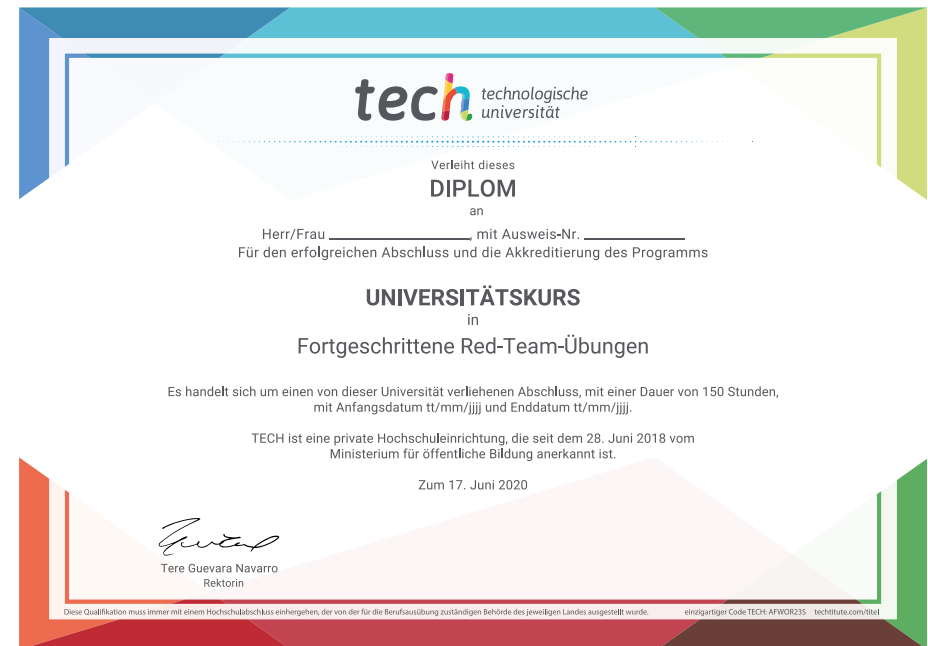 tech technologische
universität
Verleiht dieses
DIPLOM
an
Herr/Frau ____________________, mit Ausweis-Nr. ______________
Für den erfolgreichen Abschluss und die Akkreditierung des Programms
UNIVERSITÄTSKURS
in
Fortgeschrittene Red-Team-Übungen
Es handelt sich um einen von dieser Universität verliehenen Abschluss, mit einer Dauer von 150 Stunden,
mit Anfangsdatum tt/mm/jjjj und Enddatum tt/mm/jjjj.
TECH ist eine private Hochschuleinrichtung, die seit dem 28. Juni 2018 vom
Ministerium für öffentliche Bildung anerkannt ist.
Zum 17. Juni 2020
Tere Guevara Navarro
Rektorin
Diese Qualifikation muss immer mit einem Hochschulabschluss einhergehen, der von der für die Berufsausübung zuständigen Behörde des jeweiligen Landes ausgestellt wurde. einzigartiger Code TECH: AFWOR23S techtitute.com/titel